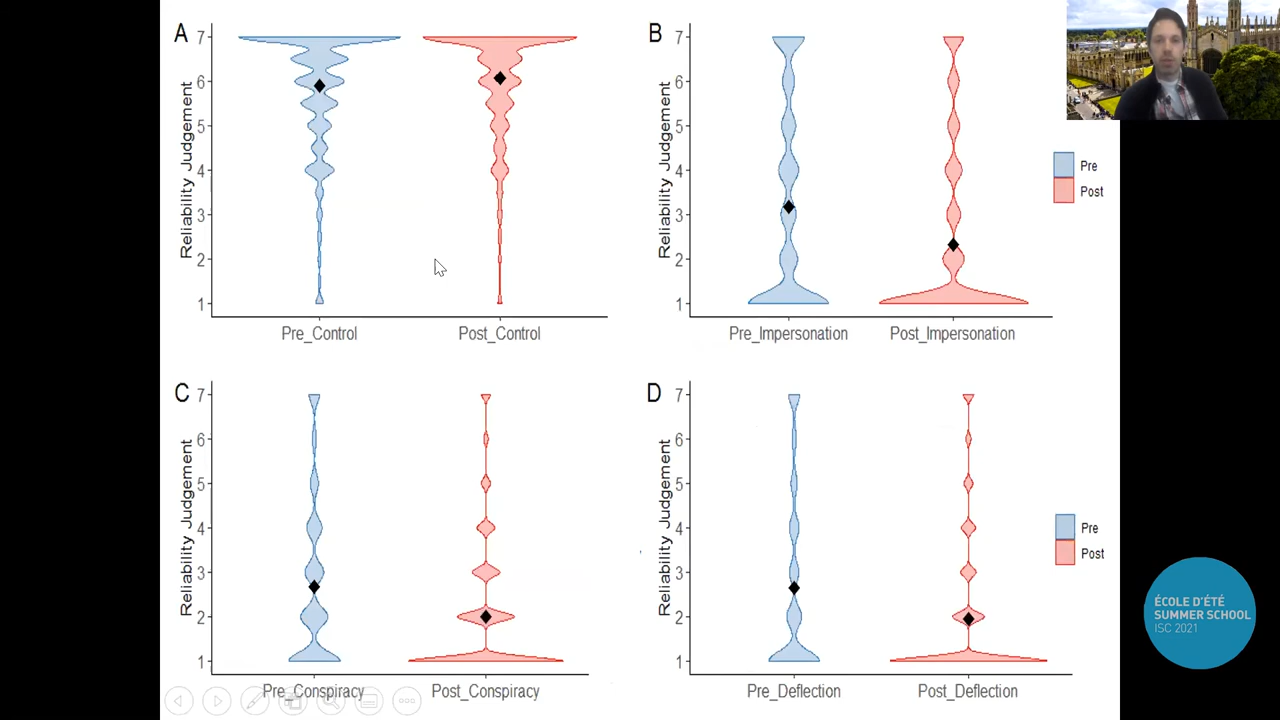 A
7
6
5
4
3
2
1
Reliability Judgement
Pre_Control
Post_Control
B
7
6
5
4
3
2
1
Reliability Judgement
Pre_Impersonation
Post_Impersonation
Pre
Post
C
7
6
5
4
3
2
1
Reliability Judgement
Pre_Conspiracy
Post_Conspiracy
D
7
6
5
4
3
2
1
Reliability Judgement
Pre_Deflection
Post_Deflection
Pre
Post
ÉCOLE D'ÉTÉ
SUMMER SCHOOL
ISC 2021